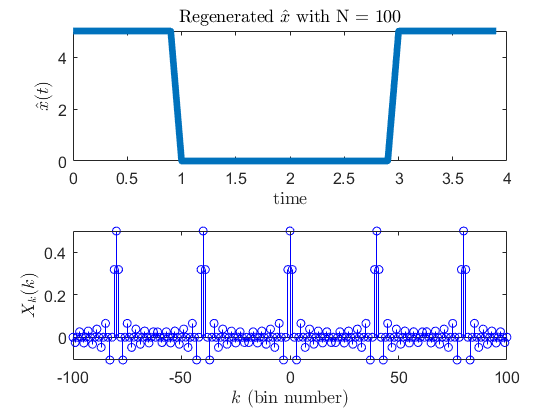 Regenerated x̂ with N = 100
4
2
0
x̂(t)
0 0.5 1 1.5 2 2.5 3 3.5 4
time
0.4
0.2
0
X_k(k)
-100 -50 0 50 100
k (bin number)